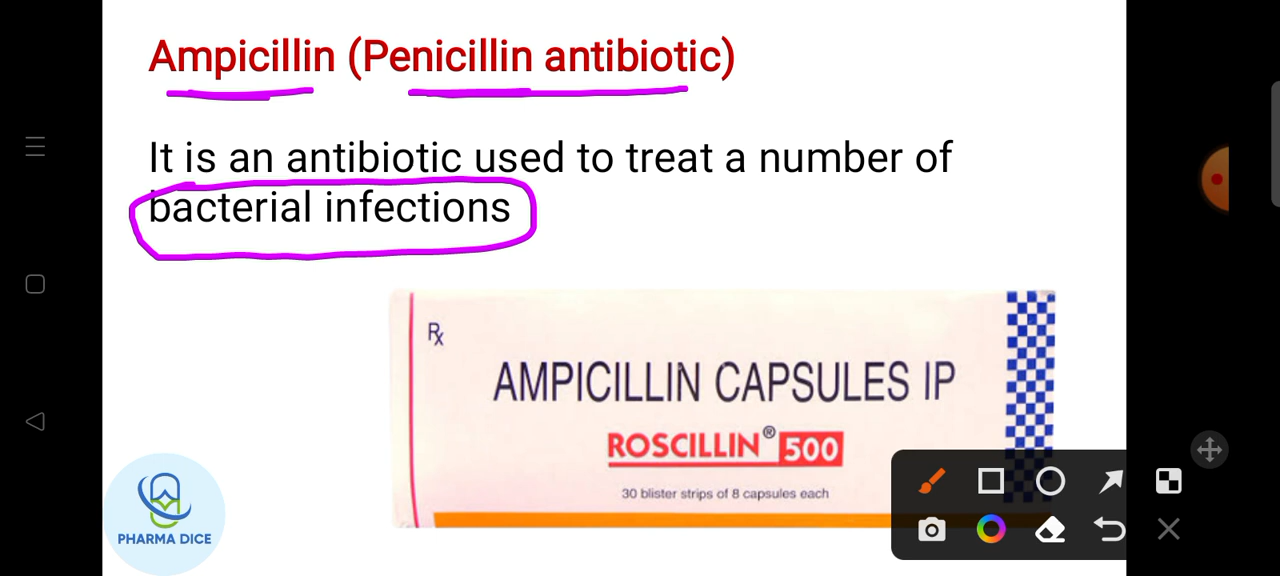 Ampicillin (Penicillin antibiotic)
It is an antibiotic used to treat a number of
bacterial infections
Rx
AMPICILLIN CAPSULES IP
ROSCILLIN® 500
30 blister strips of 8 capsules each
PHARMA DICE